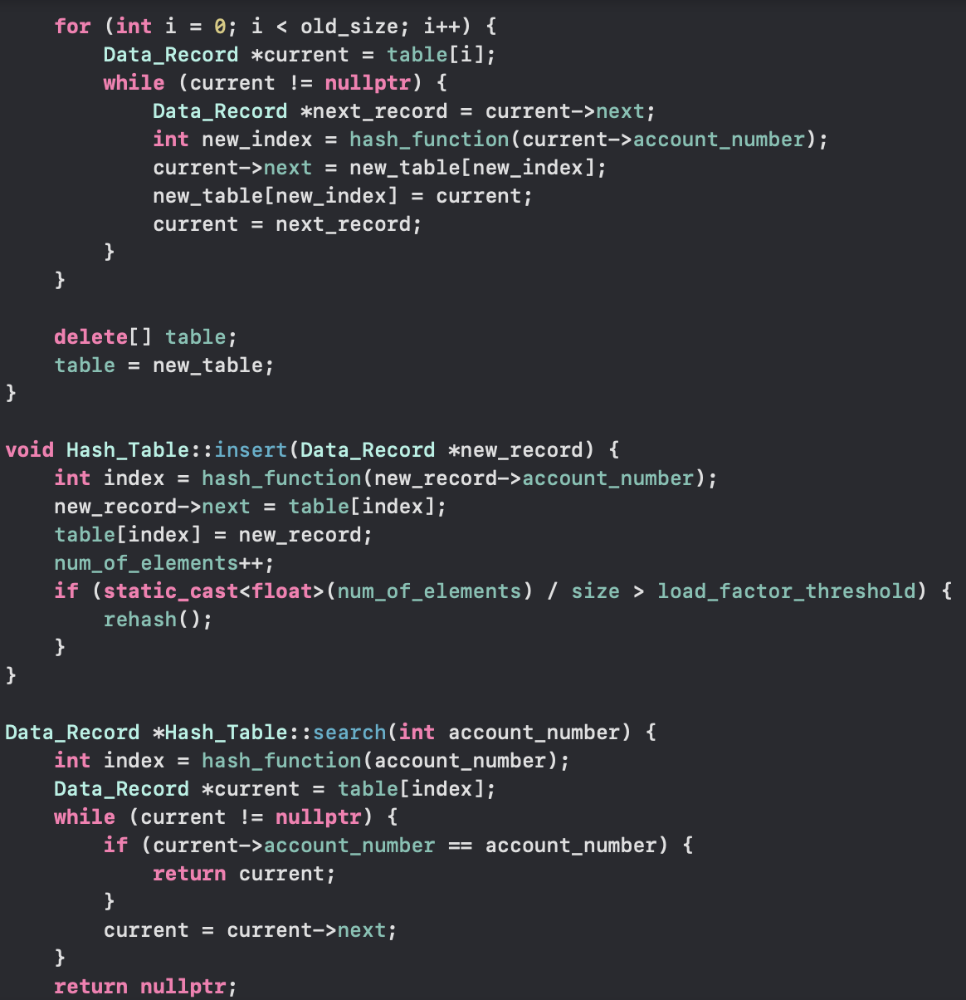 for (int i = 0; i < old_size; i++) {
        Data_Record *current = table[i];
        while (current != nullptr) {
            Data_Record *next_record = current->next;
            int new_index = hash_function(current->account_number);
            current->next = new_table[new_index];
            new_table[new_index] = current;
            current = next_record;
        }
    }

    delete[] table;
    table = new_table;
}

void Hash_Table::insert(Data_Record *new_record) {
    int index = hash_function(new_record->account_number);
    new_record->next = table[index];
    table[index] = new_record;
    num_of_elements++;
    if (static_cast<float>(num_of_elements) / size > load_factor_threshold) {
        rehash();
    }
}

Data_Record *Hash_Table::search(int account_number) {
    int index = hash_function(account_number);
    Data_Record *current = table[index];
    while (current != nullptr) {
        if (current->account_number == account_number) {
            return current;
        }
        current = current->next;
    }
    return nullptr;